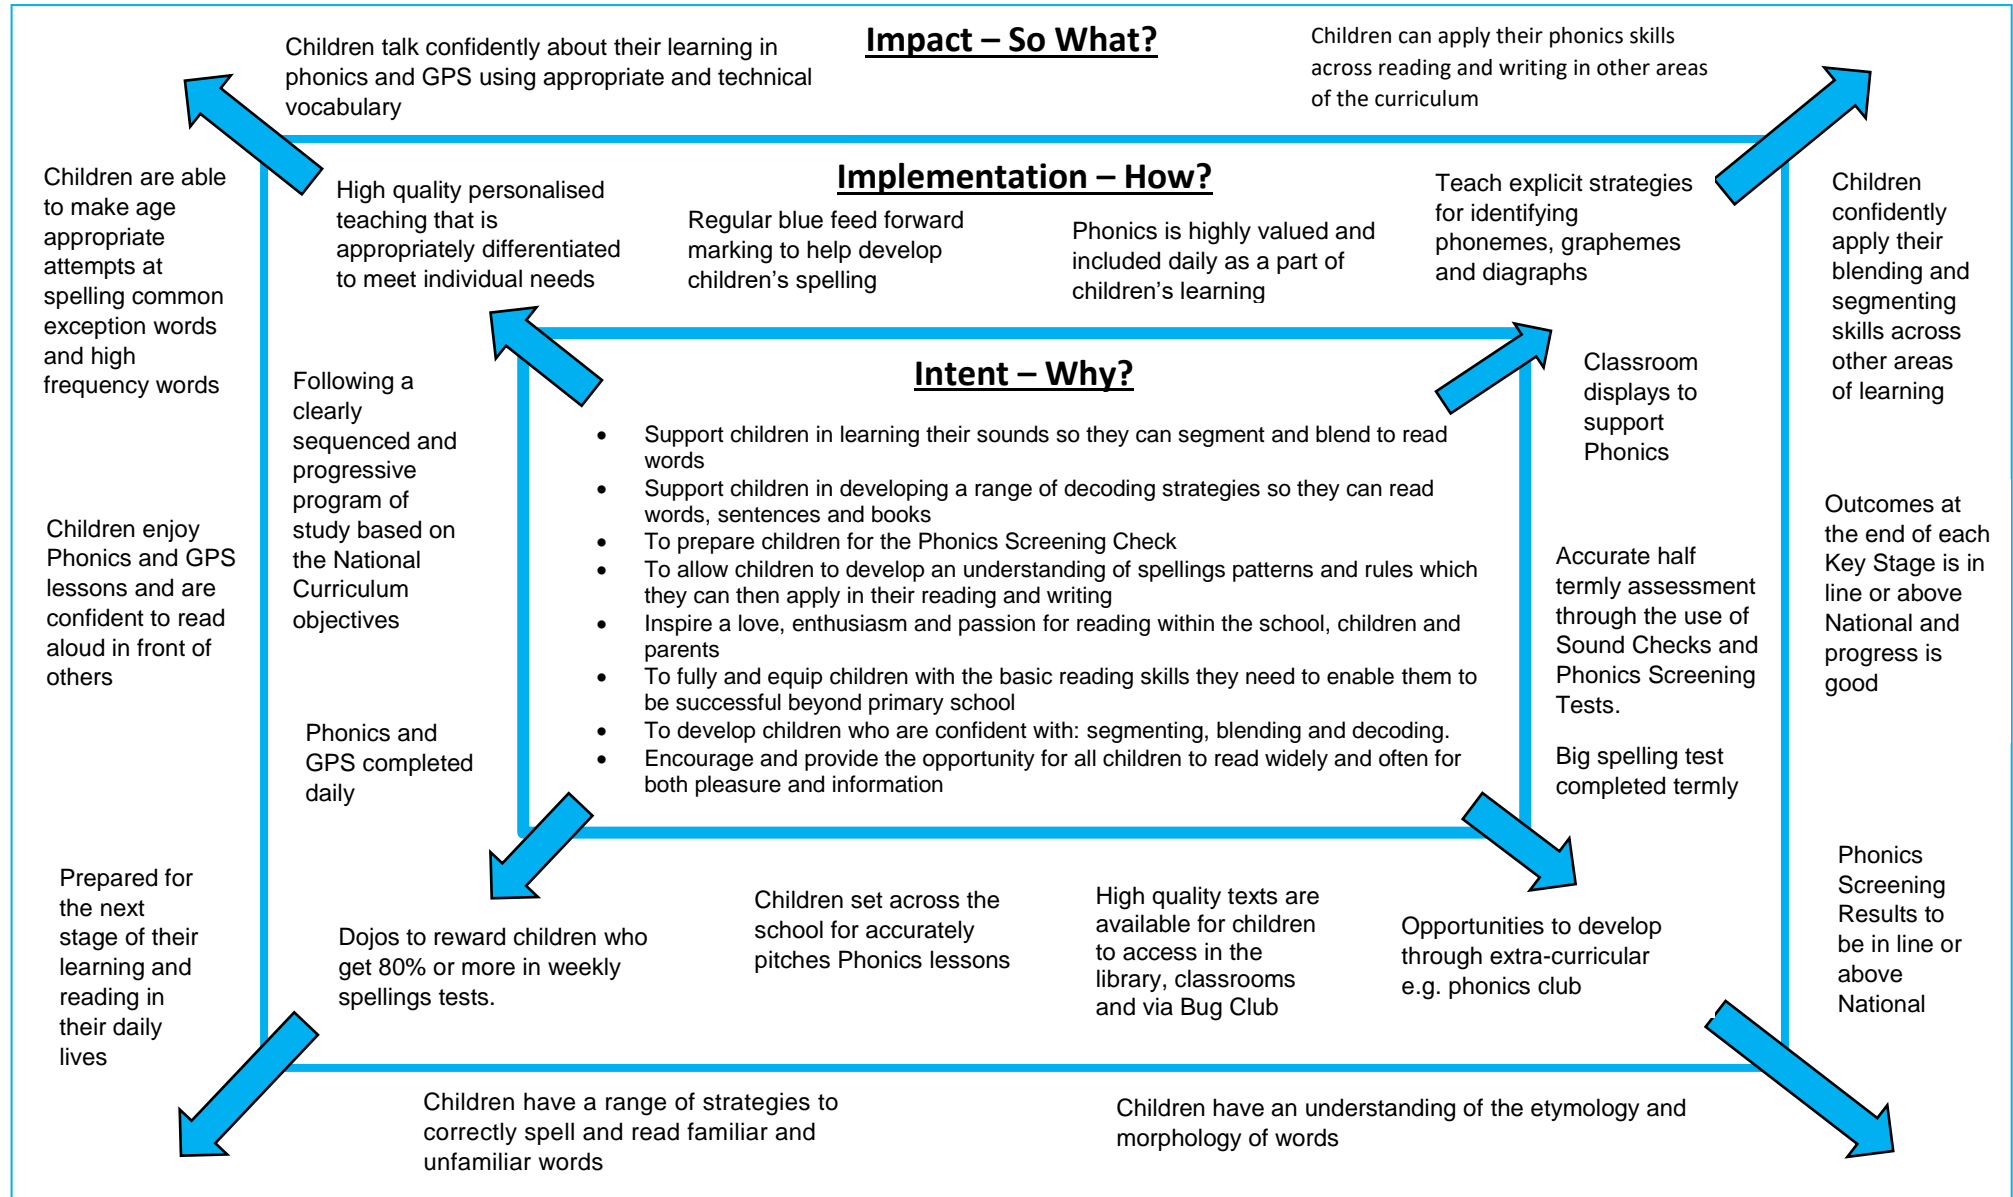 Impact – So What?
Children talk confidently about their learning in
phonics and GPS using appropriate and technical
vocabulary
Children can apply their phonics skills
across reading and writing in other areas
of the curriculum
Children are able
to make age
appropriate
attempts at
spelling common
exception words
and high
frequency words
Children enjoy
Phonics and GPS
lessons and are
confident to read
aloud in front of
others
Prepared for
the next
stage of their
learning and
reading in
their daily
lives
Implementation – How?
High quality personalised
teaching that is
appropriately differentiated
to meet individual needs
Regular blue feed forward
marking to help develop
children’s spelling
Phonics is highly valued and
included daily as a part of
children’s learning
Teach explicit strategies
for identifying
phonemes, graphemes
and diagraphs
Following a
clearly
sequenced and
progressive
program of
study based on
the National
Curriculum
objectives
Phonics and
GPS completed
daily
Intent – Why?
• Support children in learning their sounds so they can segment and blend to read
words
• Support children in developing a range of decoding strategies so they can read
words, sentences and books
• To prepare children for the Phonics Screening Check
• To allow children to develop an understanding of spellings patterns and rules which
they can then apply in their reading and writing
• Inspire a love, enthusiasm and passion for reading within the school, children and
parents
• To fully and equip children with the basic reading skills they need to enable them to
be successful beyond primary school
• To develop children who are confident with: segmenting, blending and decoding.
• Encourage and provide the opportunity for all children to read widely and often for
both pleasure and information
Classroom
displays to
support
Phonics
Accurate half
termly assessment
through the use of
Sound Checks and
Phonics Screening
Tests.
Big spelling test
completed termly
Dojos to reward children who
get 80% or more in weekly
spellings tests.
Children set across the
school for accurately
pitches Phonics lessons
High quality texts are
available for children
to access in the
library, classrooms
and via Bug Club
Opportunities to develop
through extra-curricular
e.g. phonics club
Children
confidently
apply their
blending and
segmenting
skills across
other areas
of learning
Outcomes at
the end of each
Key Stage is in
line or above
National and
progress is
good
Phonics
Screening
Results to
be in line or
above
National
Children have a range of strategies to
correctly spell and read familiar and
unfamiliar words
Children have an understanding of the etymology and
morphology of words